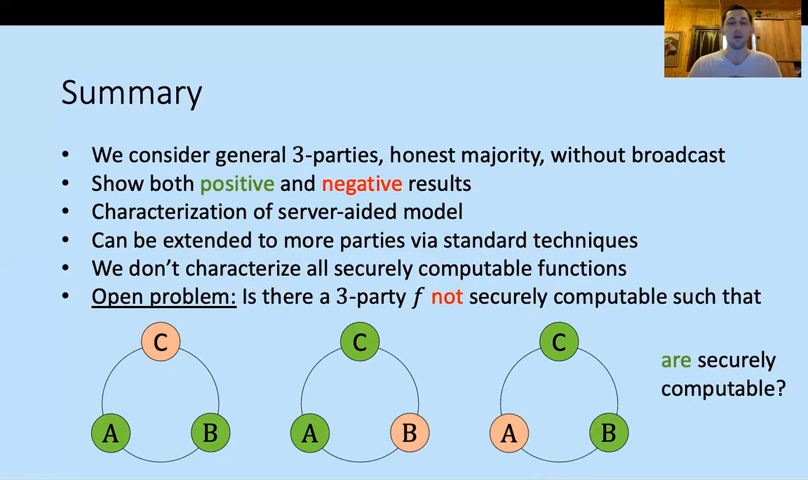 Summary
• We consider general 3-parties, honest majority, without broadcast
• Show both positive and negative results
• Characterization of server-aided model
• Can be extended to more parties via standard techniques
• We don't characterize all securely computable functions
• Open problem: Is there a 3-party f not securely computable such that
C
A B
C
A B
C
A B
are securely
computable?